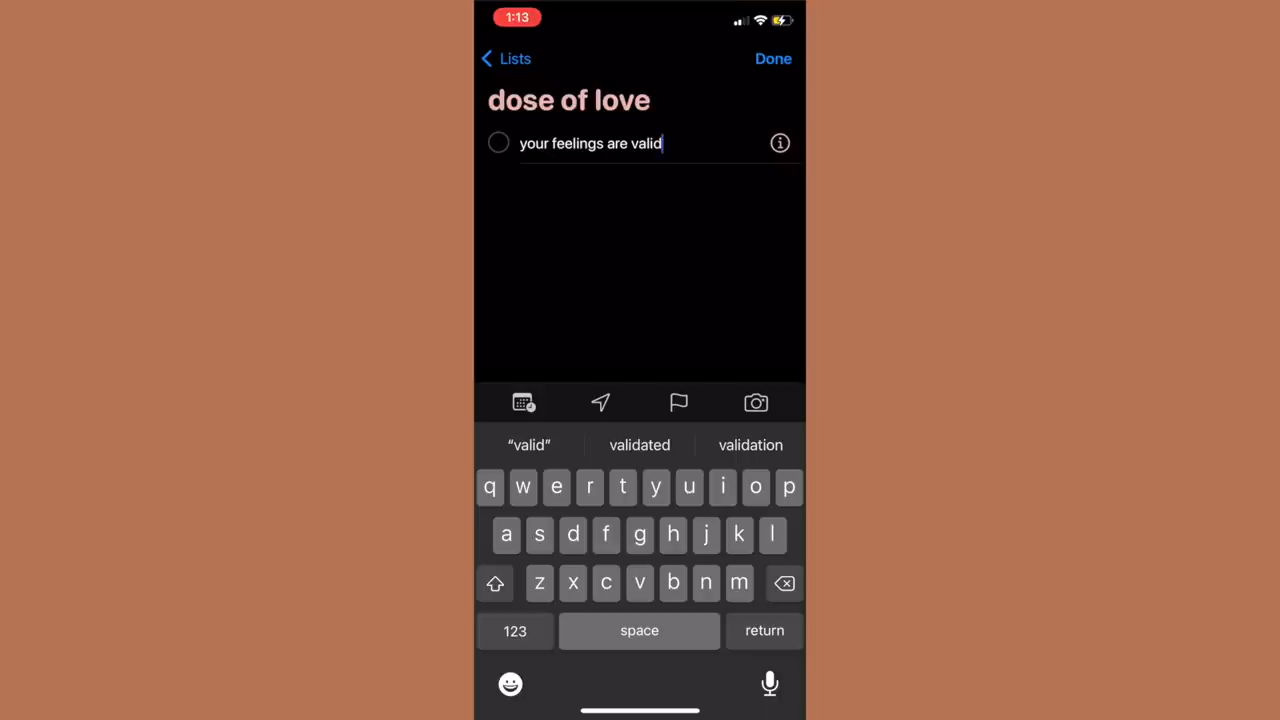 1:13
Lists
Done
dose of love
your feelings are valid
“valid”
validated
validation
q w e r t y u i o p
a s d f g h j k l
z x c v b n m
123
space
return